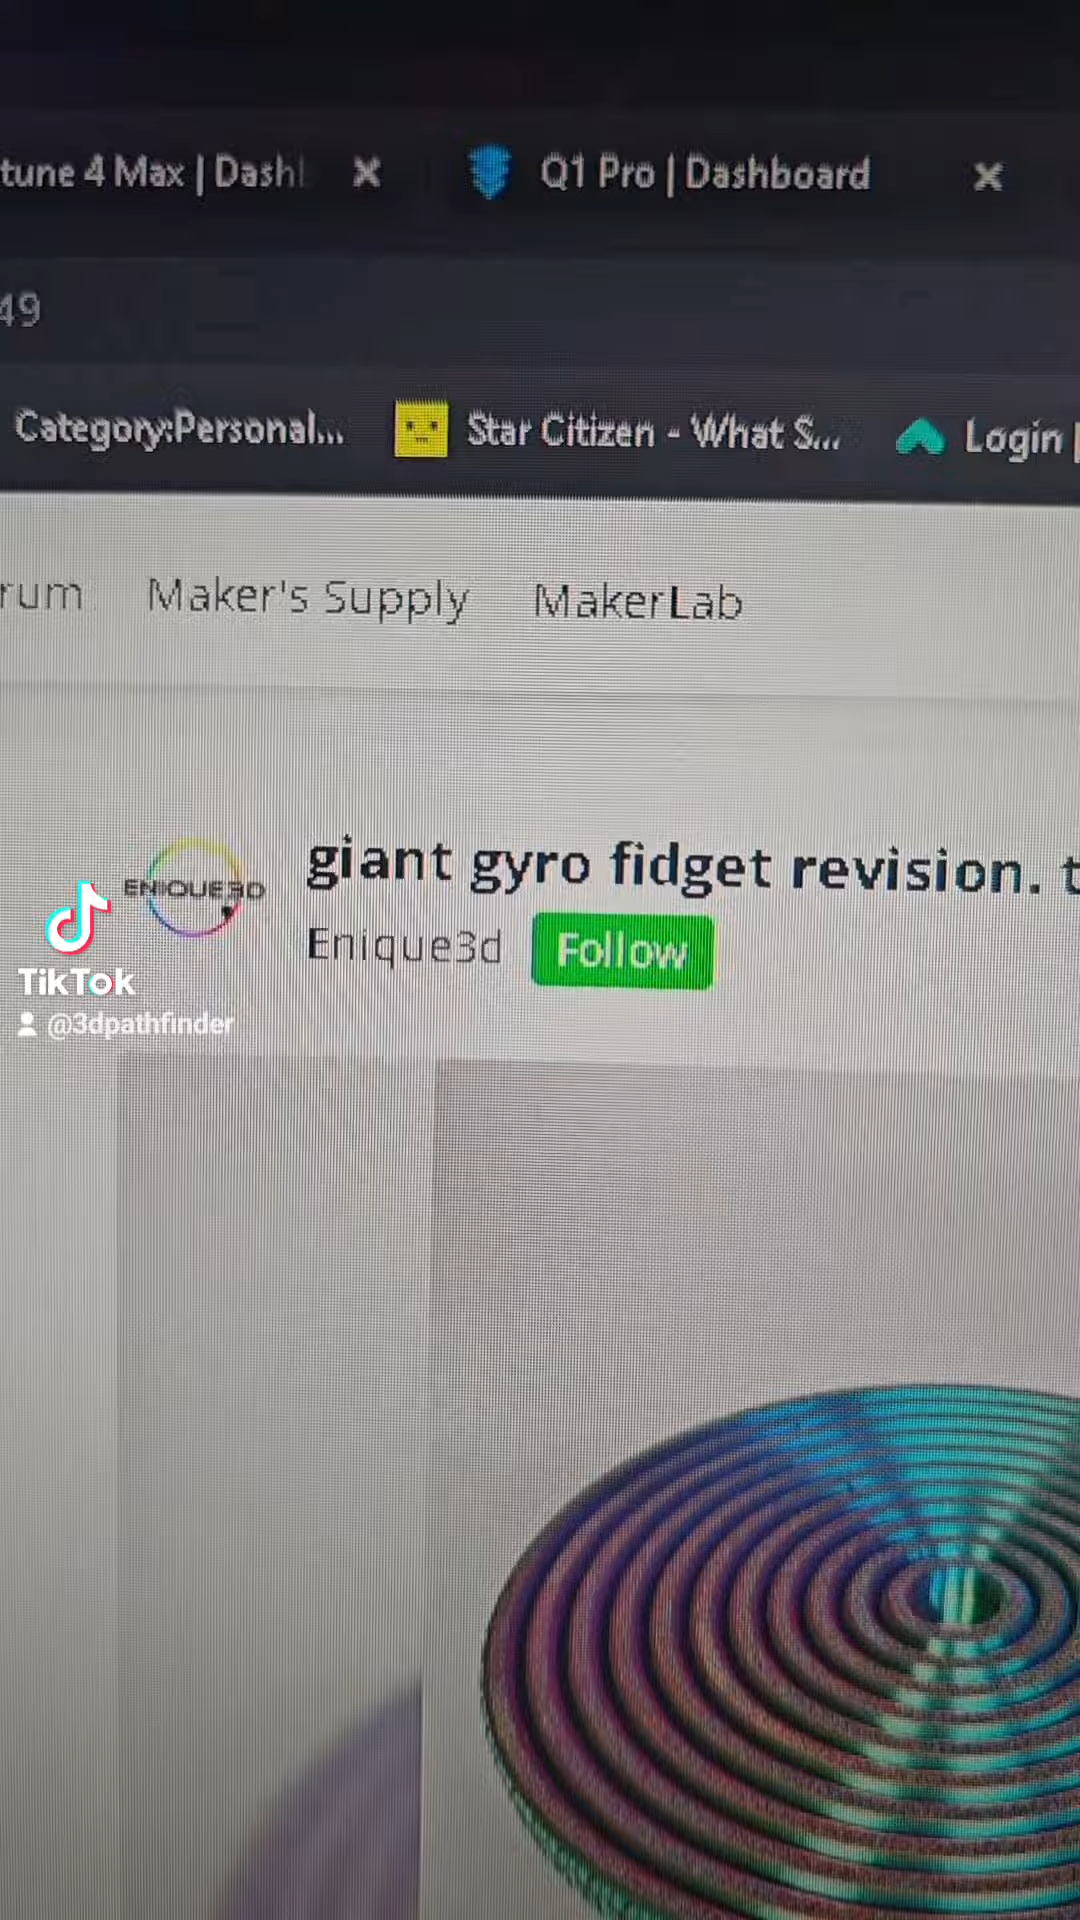 tune 4 Max | Dash
Q1 Pro | Dashboard
49
Category:Personal...
Star Citizen - What S...
Login |
rum
Maker's Supply
MakerLab
ENIQUE3D
giant gyro fidget revision. t
Enique3d
Follow
TikTok
@3dpathfinder